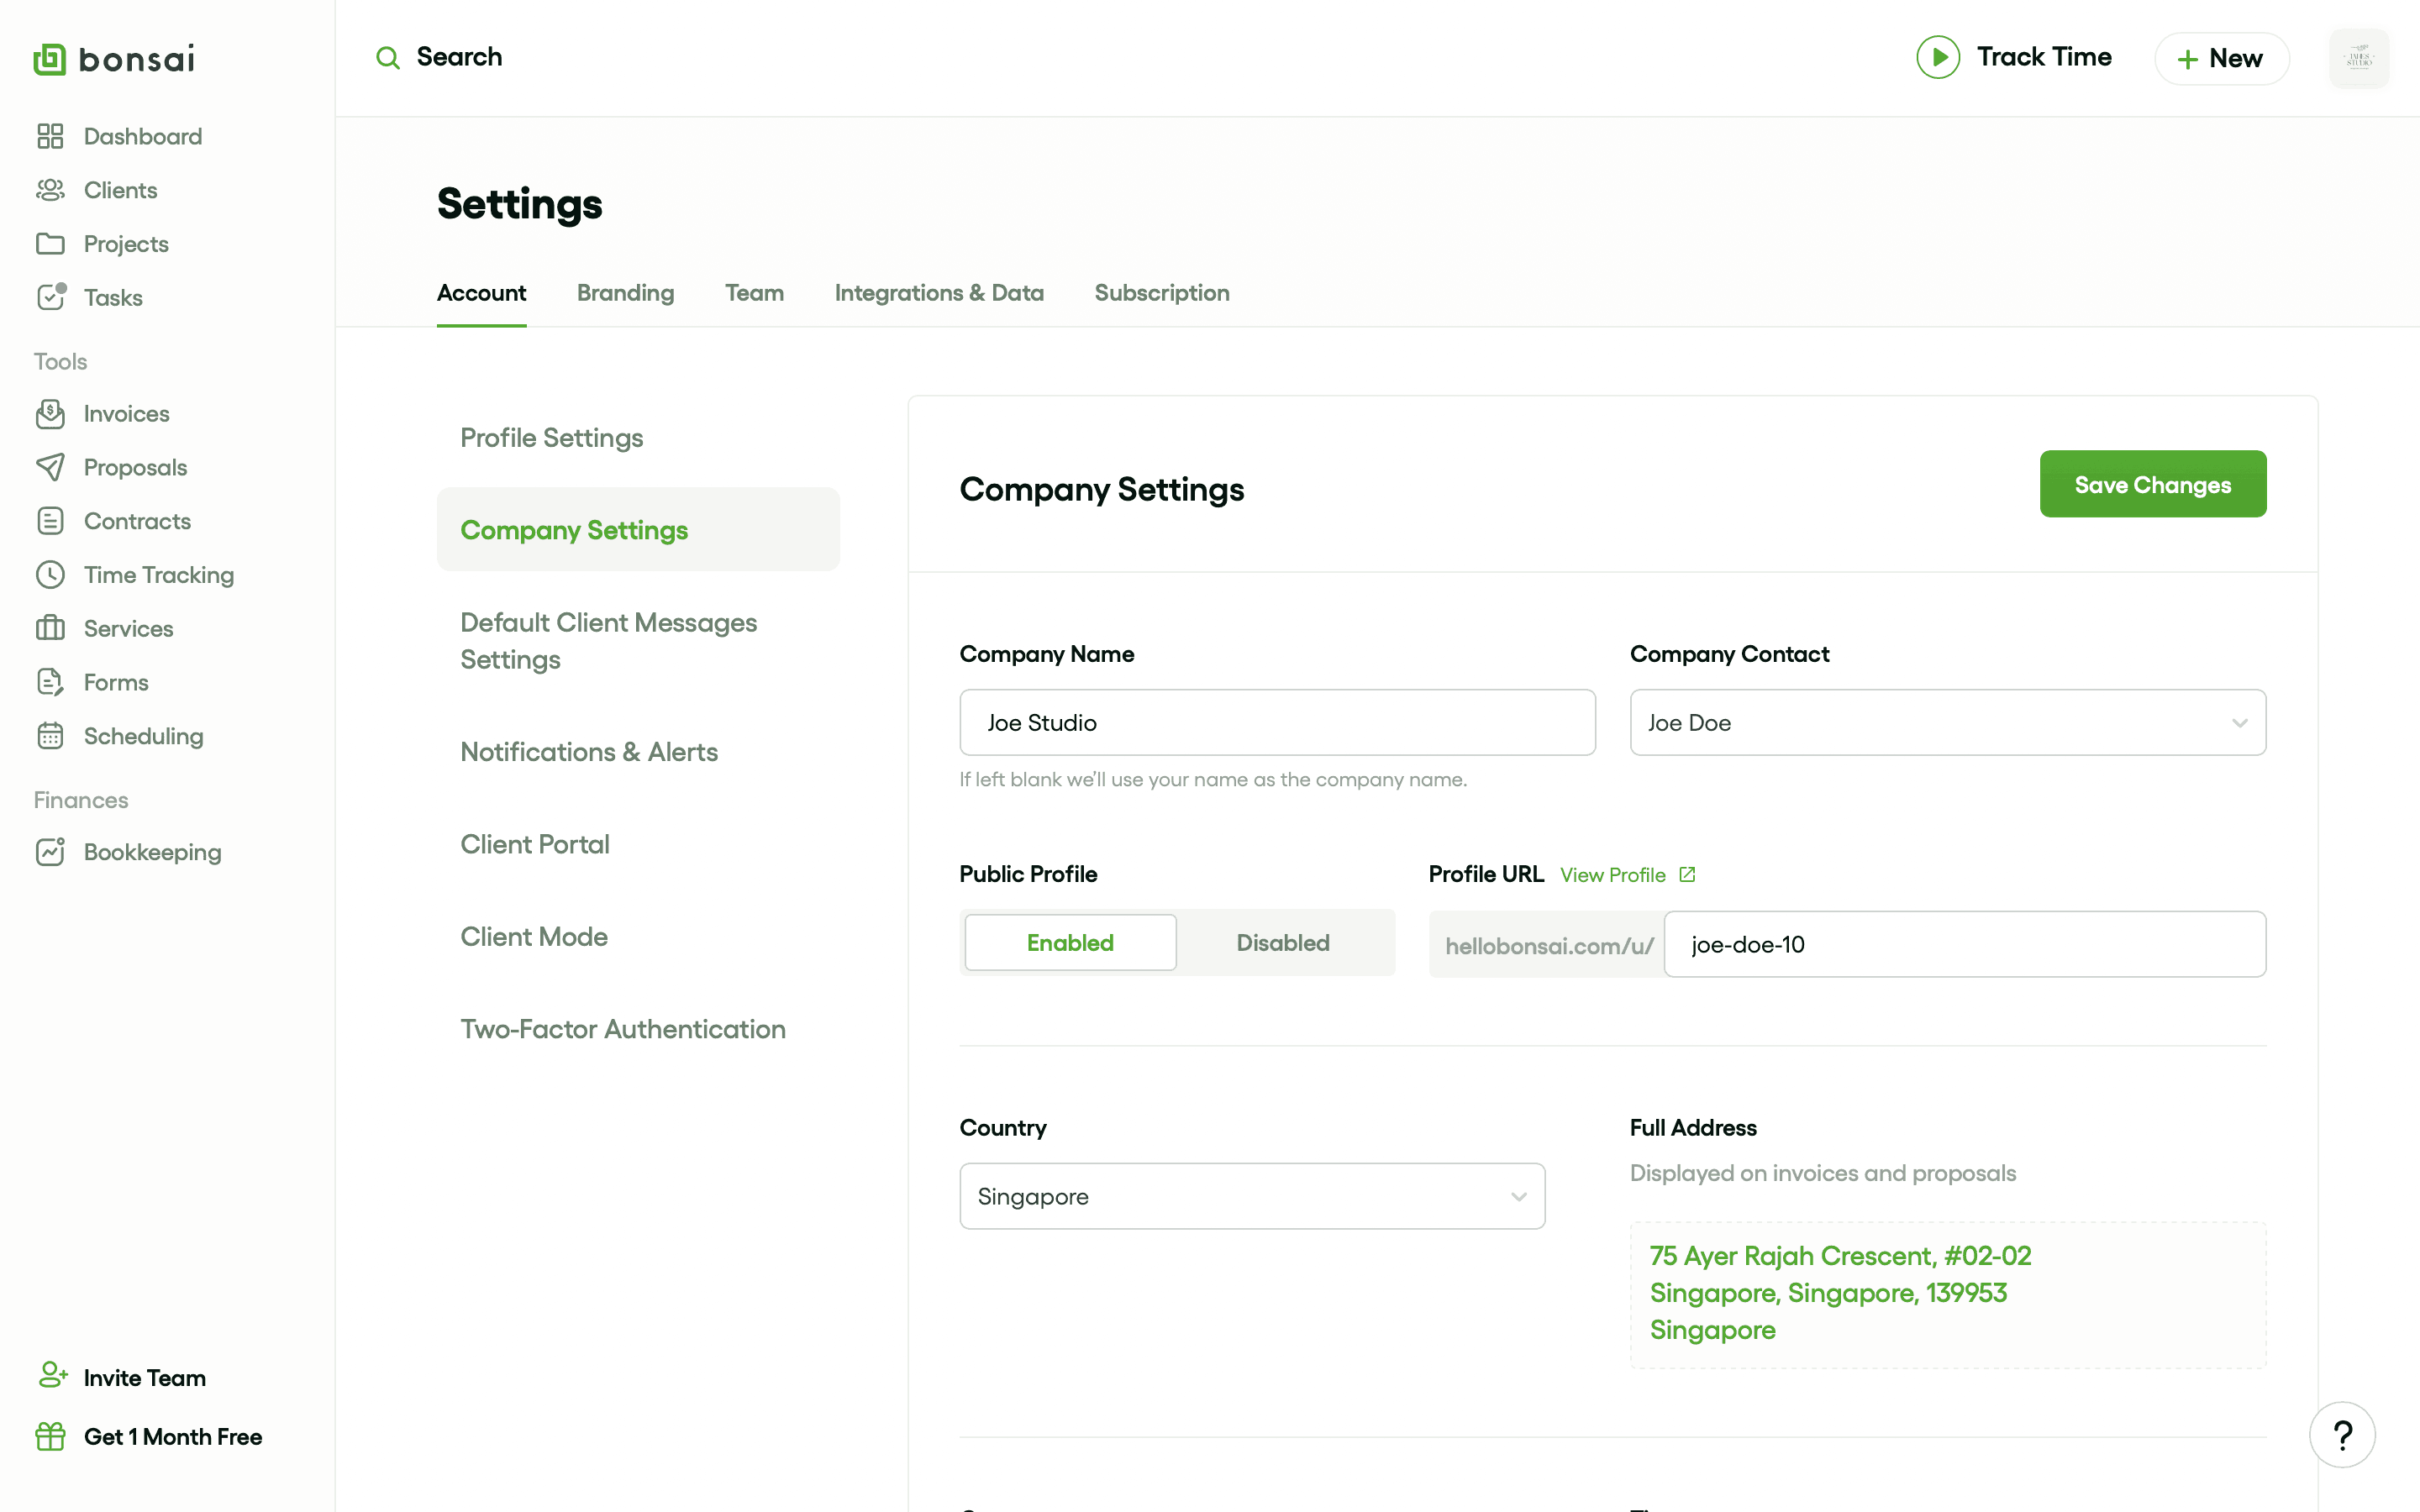 bonsai
Search
Track Time
New
JADES
STUDIO
Dashboard
Clients
Projects
Tasks
Tools
Invoices
Proposals
Contracts
Time Tracking
Services
Forms
Scheduling
Finances
Bookkeeping
Invite Team
Get 1 Month Free
Settings
Account
Branding
Team
Integrations & Data
Subscription
Profile Settings
Company Settings
Default Client Messages
Settings
Notifications & Alerts
Client Portal
Client Mode
Two-Factor Authentication
Company Settings
Save Changes
Company Name
Company Contact
Joe Studio
Joe Doe
If left blank we'll use your name as the company name.
Public Profile
Profile URL View Profile
Enabled
Disabled
hellobonsai.com/u/
joe-doe-10
Country
Full Address
Displayed on invoices and proposals
Singapore
75 Ayer Rajah Crescent, #02-02
Singapore, Singapore, 139953
Singapore
?